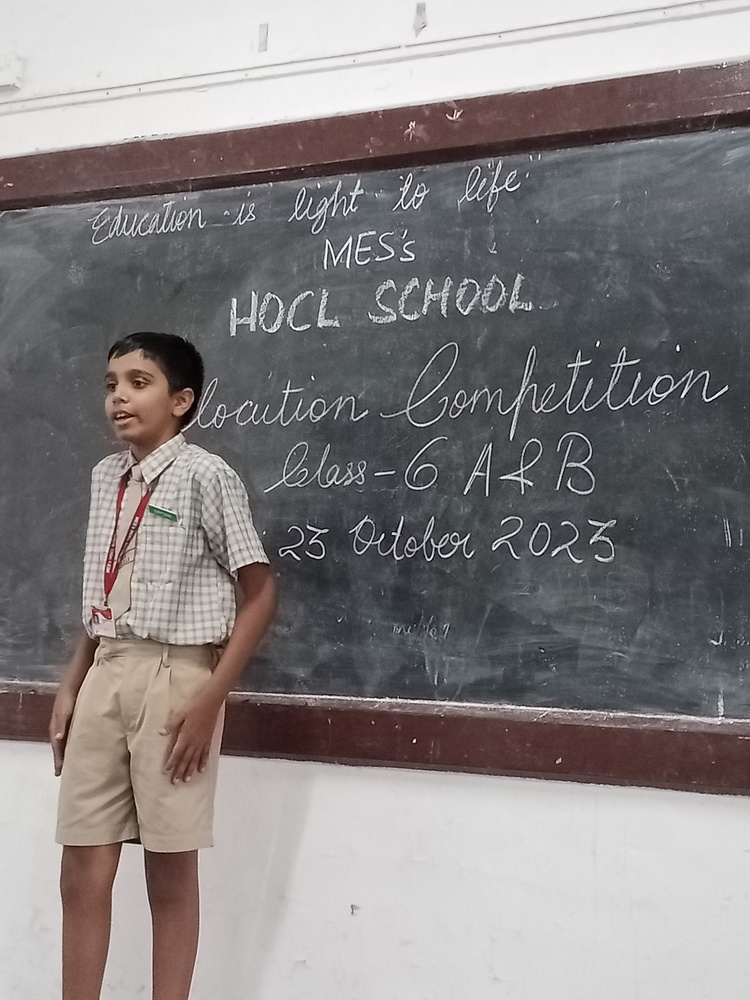 Education is light to life"
MES's
HOCL SCHOOL
locution Competition
Class-6 A & B
23 October 2023